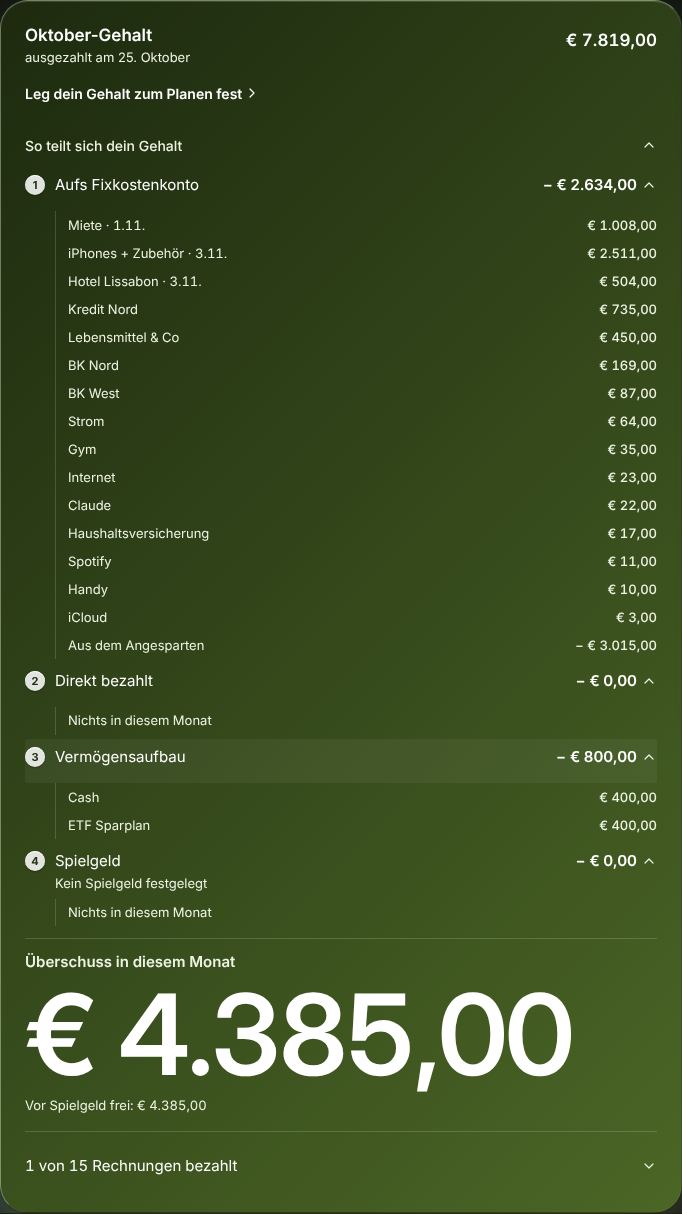 Oktober-Gehalt
€ 7.819,00
ausgezahlt am 25. Oktober
Leg dein Gehalt zum Planen fest
So teilt sich dein Gehalt
1 Aufs Fixkostenkonto – € 2.634,00
Miente · 1.11. € 1.008,00
iPhones + Zubehör · 3.11. € 2.511,00
Hotel Lissabon · 3.11. € 504,00
Kredit Nord € 735,00
Lebensmittel & Co € 450,00
BK Nord € 169,00
BK West € 87,00
Strom € 64,00
Gym € 35,00
Internet € 23,00
Claude € 22,00
Haushaltsversicherung € 17,00
Spotify € 11,00
Handy € 10,00
iCloud € 3,00
Aus dem Angesparten – € 3.015,00
2 Direkt bezahlt – € 0,00
Nichts in diesem Monat
3 Vermögensaufbau – € 800,00
Cash € 400,00
ETF Sparplan € 400,00
4 Spielgeld – € 0,00
Kein Spielgeld festgelegt
Nichts in diesem Monat
Überschuss in diesem Monat
€ 4.385,00
Vor Spielgeld frei: € 4.385,00
1 von 15 Rechnungen bezahlt